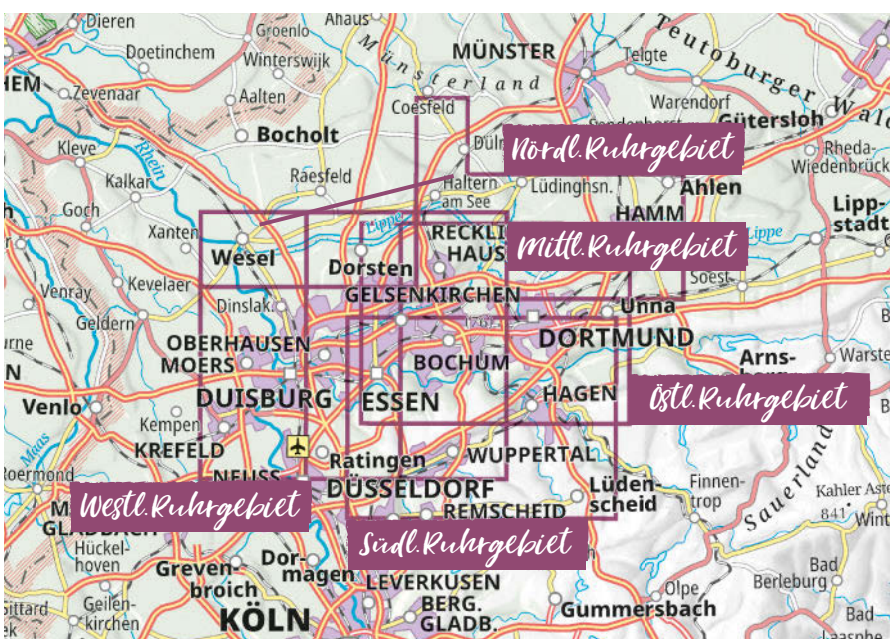 Dieren
Groenlo
Ahaus
Doetinchem
Winterswijk
MÜNSTER
Telgte
Teutoburger Wald
Münsterland
HEM
Zevenaar
Aalten
Coesfeld
Warendorf
Gütersloh
Bocholt
Kleve
Rhein
Nördl. Ruhrgebiet
Rheda-
Wiedenbrück
Kalkar
Raesfeld
Haltern
am See
Lüdinghsn.
Ahlen
Goch
Lippe
HAMM
Lipp-
stadt
Xanten
Wesel
RECKLI
HAUS
Mittl. Ruhrgebiet
Lippe
Dorsten
Soest
Kevelaer
Venray
Dinslak.
GELSENKIRCHEN
Unna
Geldern
OBERHAUSEN
DORTMUND
MOERS
BOCHUM
Arns-
Warste
Venlo
DUISBURG
ESSEN
HAGEN
Östl. Ruhrgebiet
Kempen
KREFELD
Maas
Ratingen
WUPPERTAL
Roermond
NEUSS
Lüden-
scheid
Finnen-
trop
Sauerland
Kahler Aste
841
Westl. Ruhrgebiet
DÜSSELDORF
REMSCHEID
Wint
GLADBACH
Südl. Ruhrgebiet
Hückel-
hoven
Greven-
broich
Dor-
magen
LEVERKUSEN
Bad
Berleburg
Olpe
Geilen-
kirchen
KÖLN
BERG.
GLADB.
Gummersbach
Bad